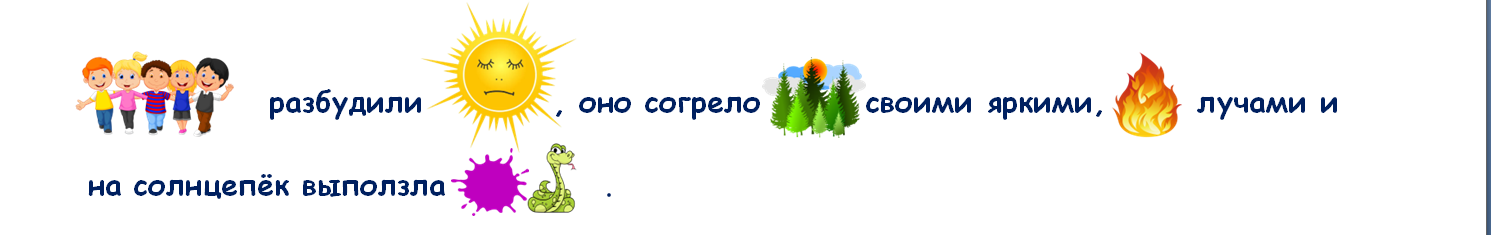 разбудили , оно согрело своими яркими, лучами и
на солнцепёк выползла .